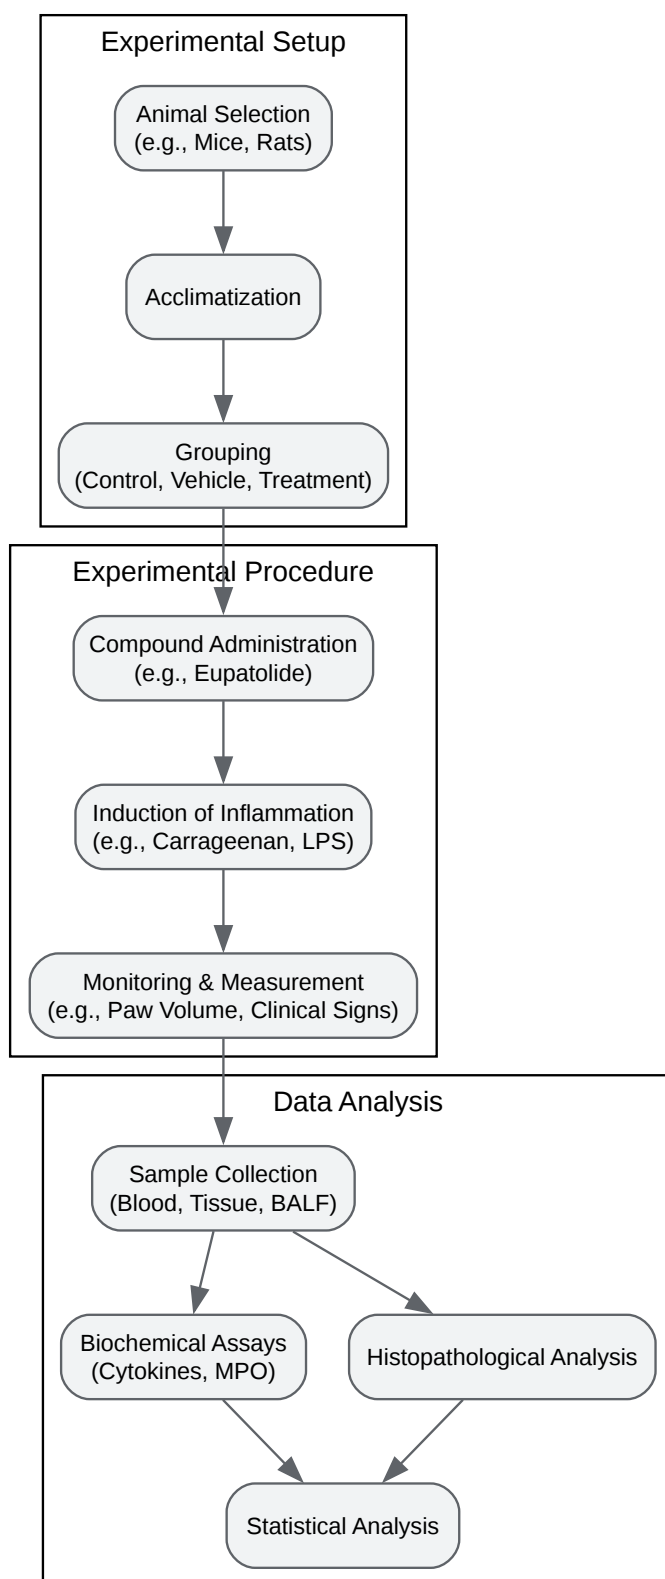 Experimental Setup
Animal Selection
(e.g., Mice, Rats)
Acclimatization
Grouping
(Control, Vehicle, Treatment)
Experimental Procedure
Compound Administration
(e.g., Eupatolide)
Induction of Inflammation
(e.g., Carrageenan, LPS)
Monitoring & Measurement
(e.g., Paw Volume, Clinical Signs)
Data Analysis
Sample Collection
(Blood, Tissue, BALF)
Biochemical Assays
(Cytokines, MPO)
Histopathological Analysis
Statistical Analysis